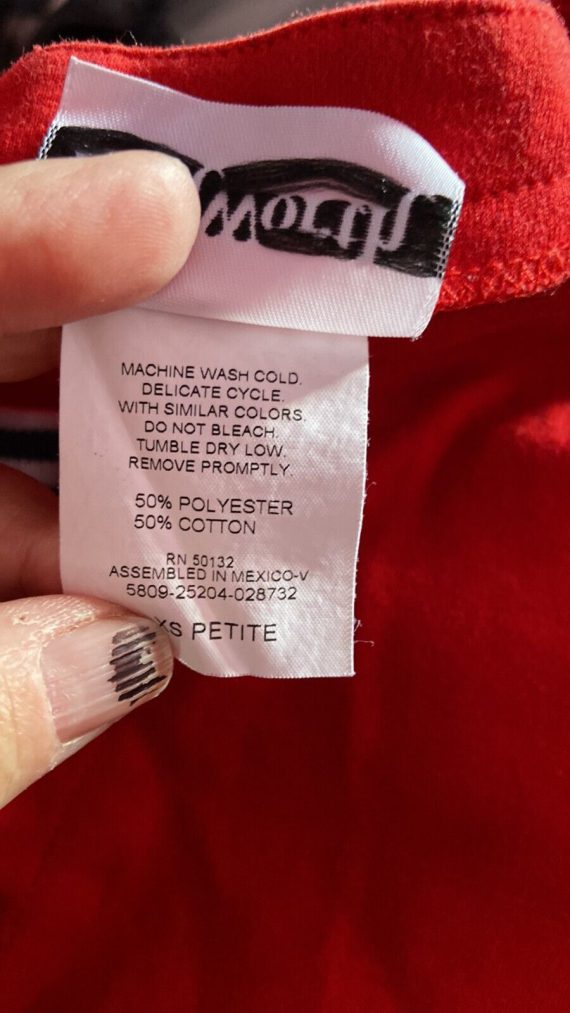 MACHINE WASH COLD.
DELICATE CYCLE.
WITH SIMILAR COLORS.
DO NOT BLEACH.
TUMBLE DRY LOW.
REMOVE PROMPTLY.
50% POLYESTER
50% COTTON
RN 50132
ASSEMBLED IN MEXICO-V
5809-25204-028732
XS PETITE